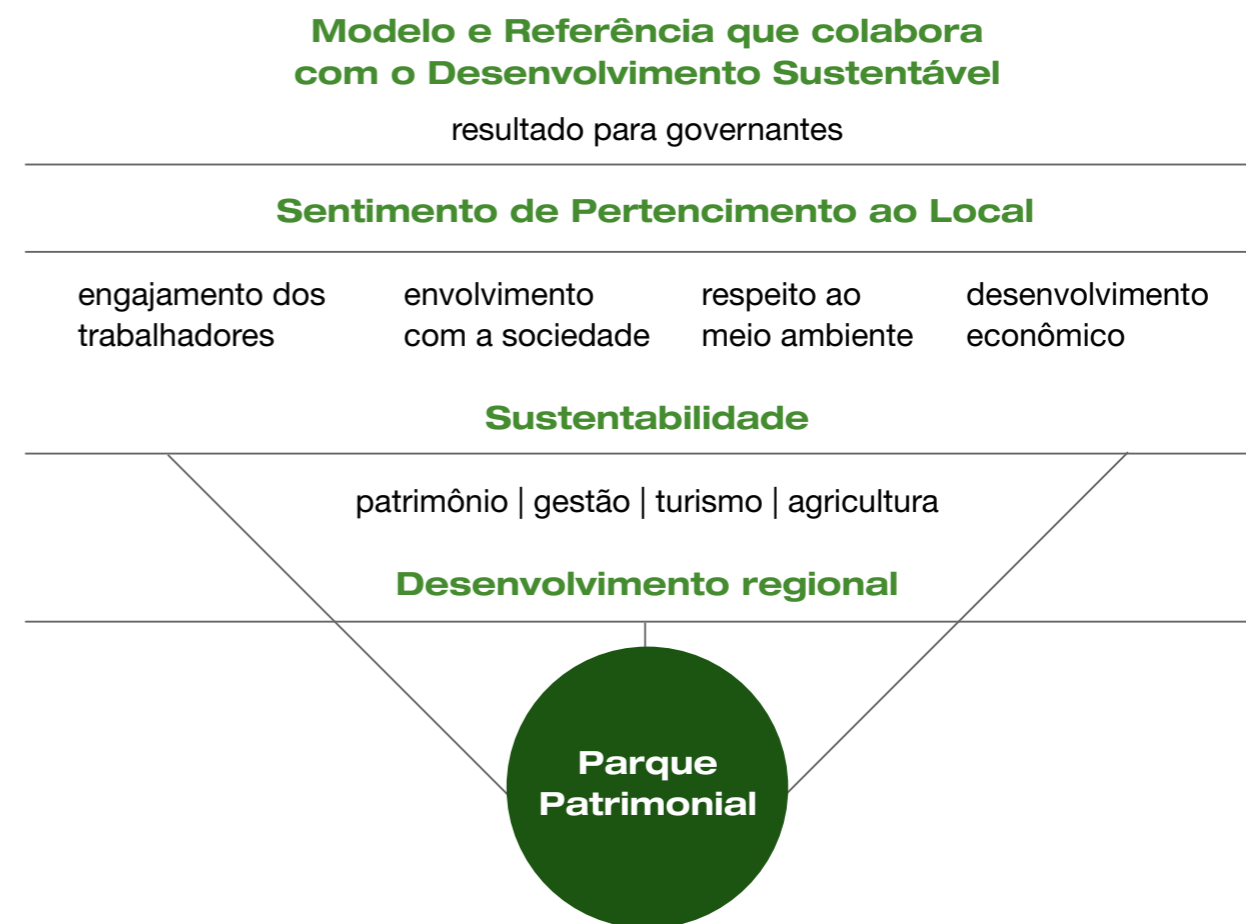 Modelo e Referência que colabora
com o Desenvolvimento Sustentável
resultado para governantes
Sentimento de Pertencimento ao Local
engajamento dos
trabalhadores
envolvimento
com a sociedade
respeito ao
meio ambiente
desenvolvimento
econômico
Sustentabilidade
patrimônio | gestão | turismo | agricultura
Desenvolvimento regional
Parque
Patrimonial